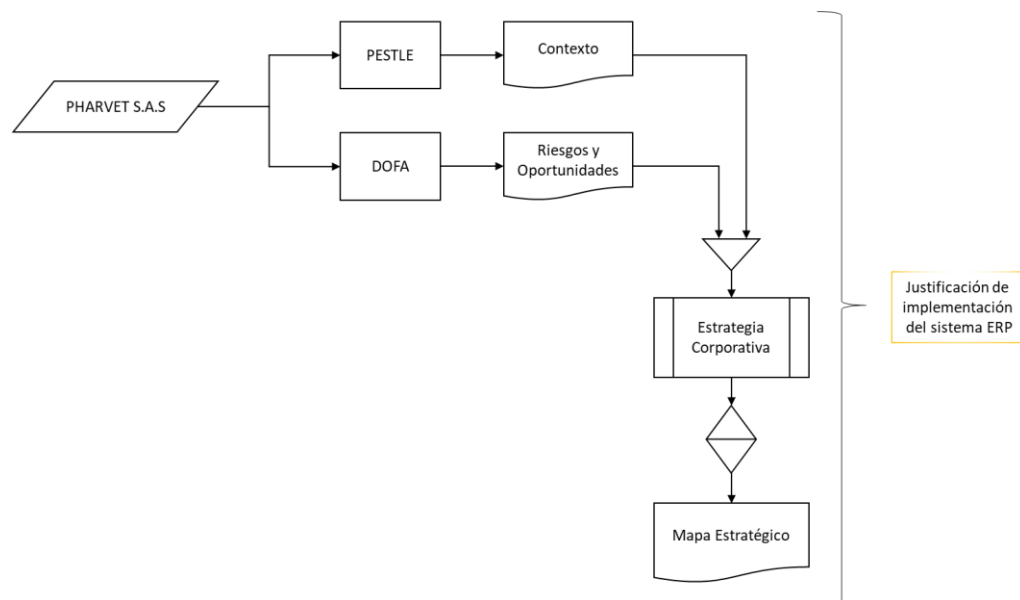 PESTLE
Contexto
PHARVET S.A.S
DOFA
Riesgos y
Oportunidades
Estrategia
Corporativa
Justificación de
implementación
del sistema ERP
Mapa Estratégico